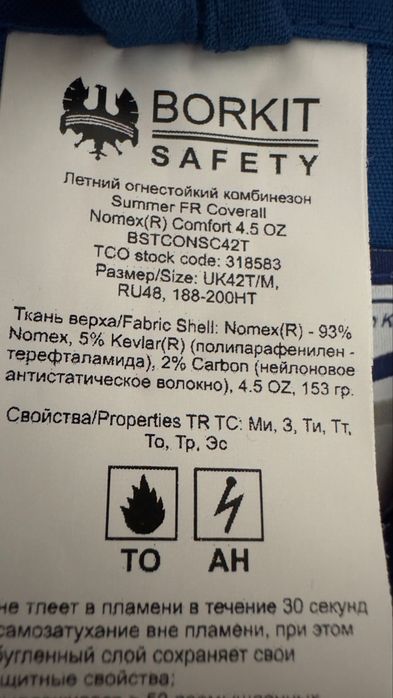 BORKIT
SAFETY
Летний огнестойкий комбинезон
Summer FR Coverall
Nomex(R) Comfort 4.5 OZ
BSTCONSC42T
TCO stock code: 318583
Размер/Size: UK42T/M,
RU48, 188-200HT
Ткань верха/Fabric Shell: Nomex(R) - 93%
Nomex, 5% Kevlar(R) (полипарафенилен -
терефталамида), 2% Carbon (нейлоновое
антистатическое волокно), 4.5 OZ, 153 гр.
Свойства/Properties TR TC: Ми, З, Ти, Тт,
То, Тр, Эс
ТО АН
не тлеет в пламени в течение 30 секунд
самозатухание вне пламени, при этом
бугленный слой сохраняет свои
щитные свойства;